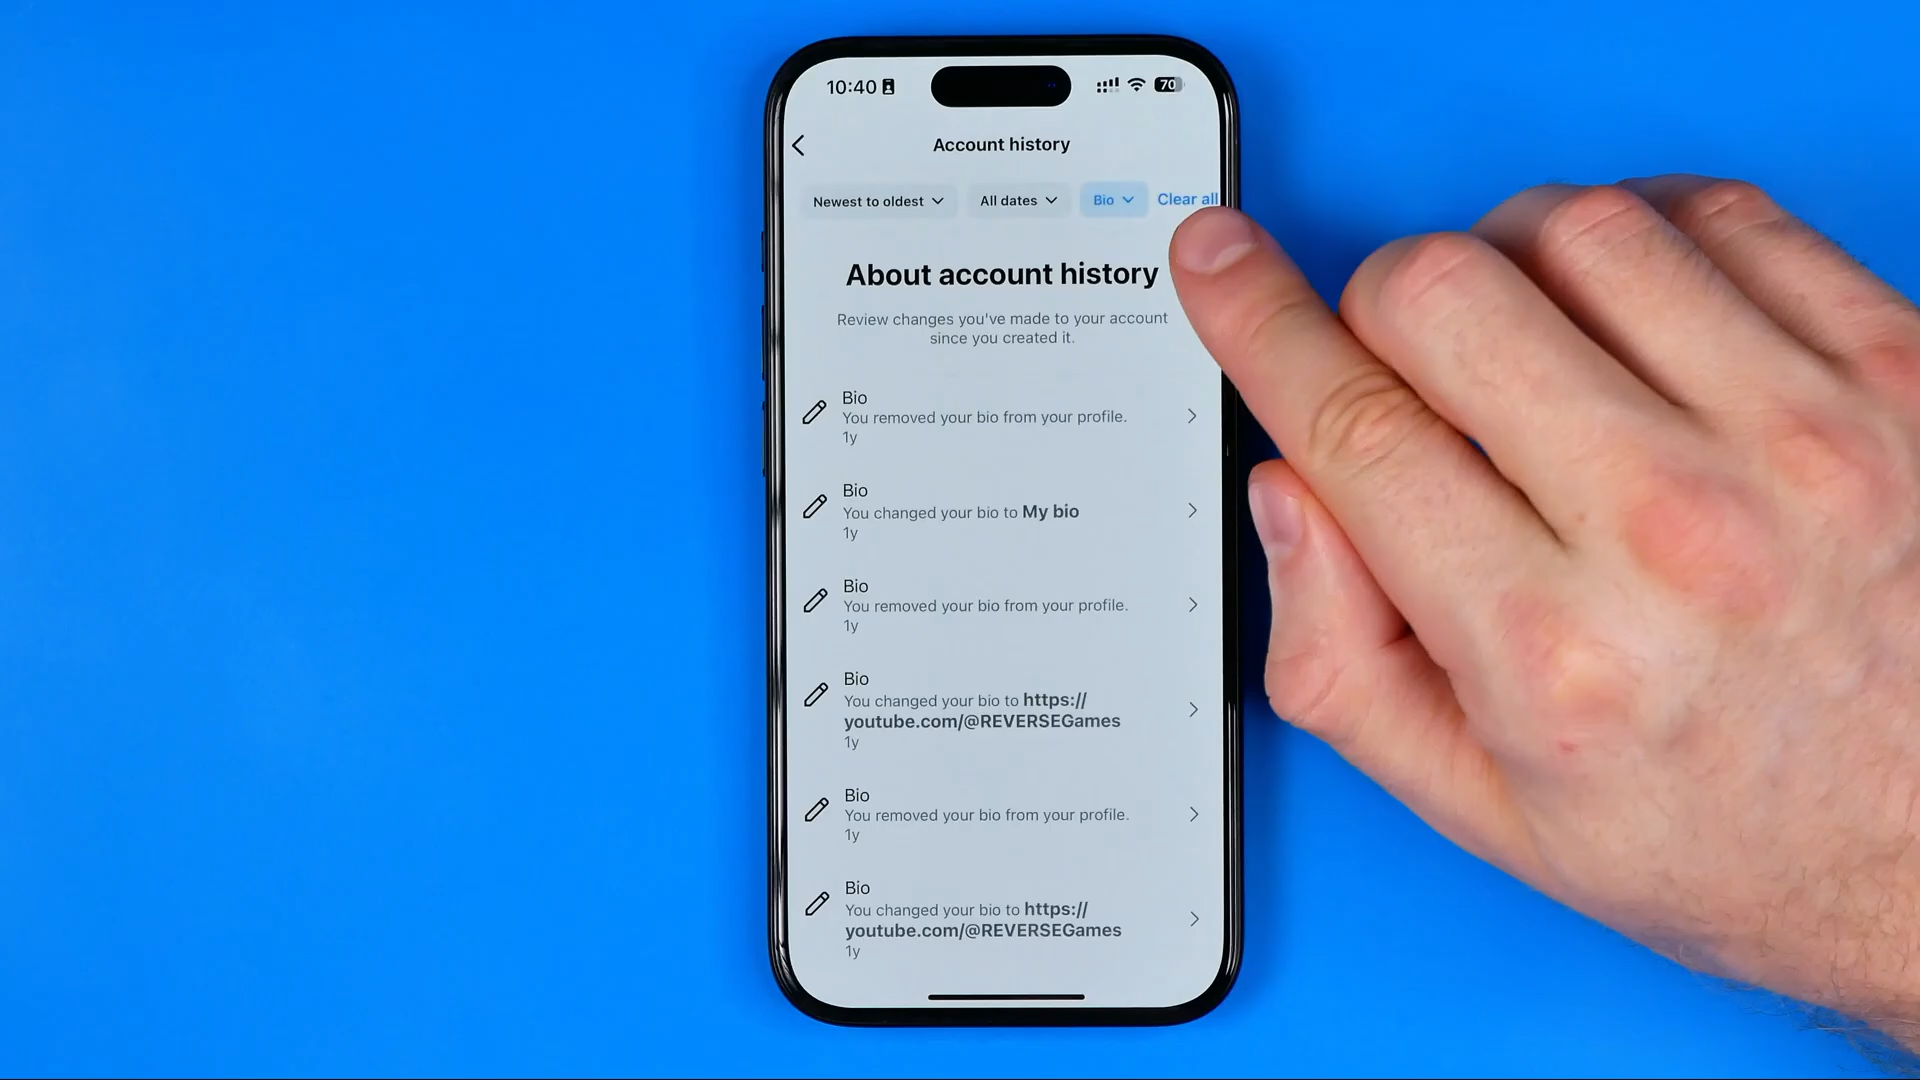 10:40
70
Account history
Newest to oldest
All dates
Bio
Clear all
About account history
Review changes you've made to your account
since you created it.
Bio
You removed your bio from your profile.
1y
Bio
You changed your bio to My bio
1y
Bio
You removed your bio from your profile.
1y
Bio
You changed your bio to https://
youtube.com/@REVERSEGames
1y
Bio
You removed your bio from your profile.
1y
Bio
You changed your bio to https://
youtube.com/@REVERSEGames
1y